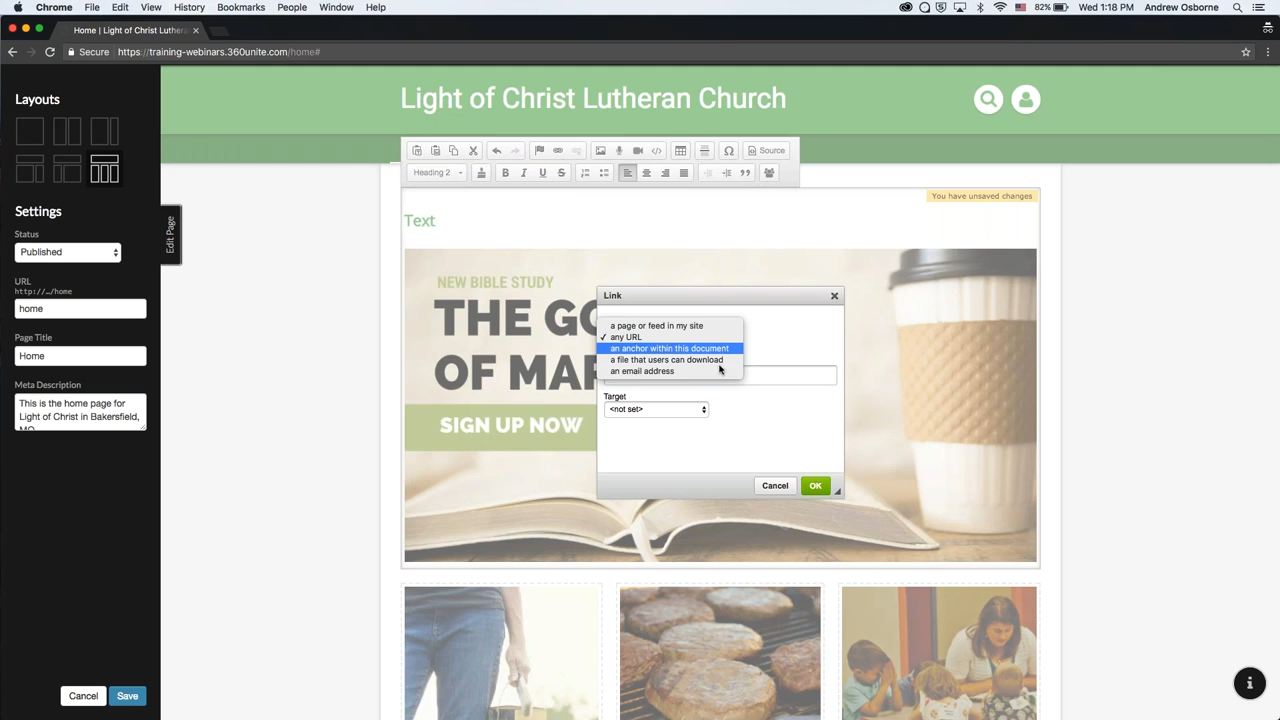 Chrome File Edit View History Bookmarks People Window Help
82% Wed 1:18 PM Andrew Osborne
Home | Light of Christ Luthera
Secure https://training-webinars.360unite.com/home#
Layouts
Settings
Status
Published
URL
http://…/home
home
Page Title
Home
Meta Description
This is the home page for
Light of Christ in Bakersfield,
MO
Cancel Save
Edit Page
Light of Christ Lutheran Church
Source
Heading 2
B I U S
You have unsaved changes
Text
NEW BIBLE STUDY
THE GO
OF MAR
SIGN UP NOW
Link
a page or feed in my site
✓ any URL
an anchor within this document
a file that users can download
an email address
Target
<not set>
Cancel OK